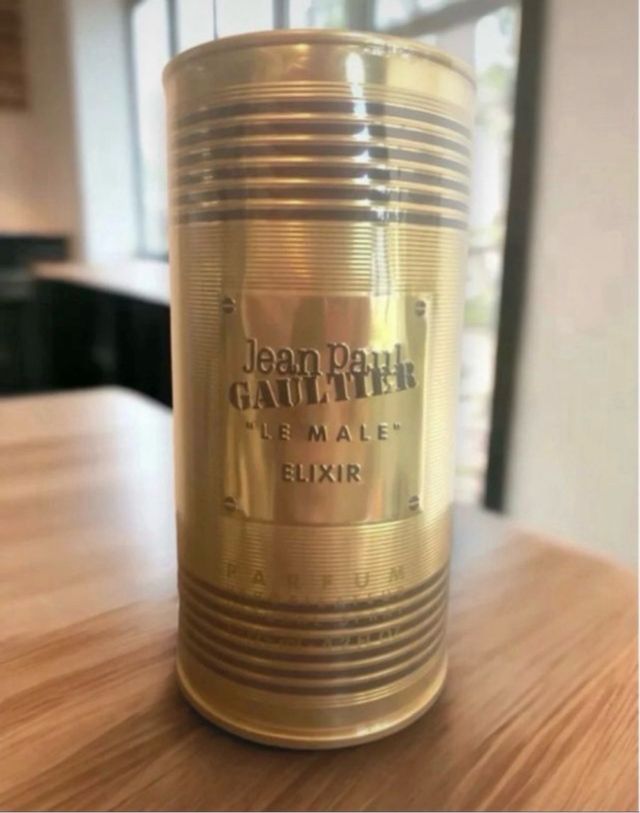 Jean Paul
GAULTIER
"LE MALE"
ELIXIR
PARFUM